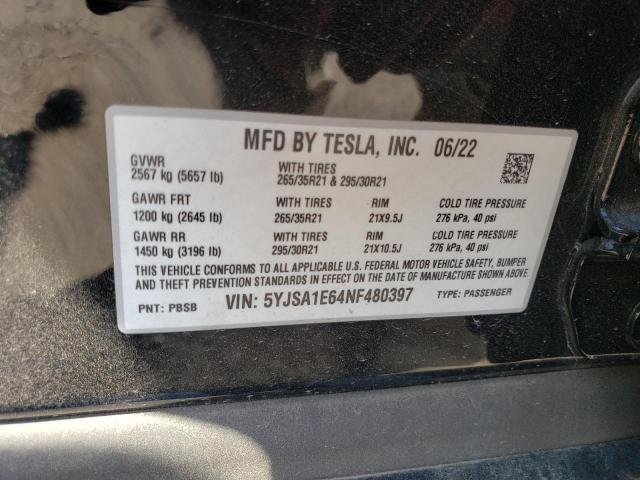 MFD BY TESLA, INC. 06/22
GVWR
2567 kg (5657 lb)
WITH TIRES
265/35R21 & 295/30R21
GAWR FRT
1200 kg (2645 lb)
WITH TIRES
265/35R21
RIM
21X9.5J
COLD TIRE PRESSURE
276 kPa, 40 psi
GAWR RR
1450 kg (3196 lb)
WITH TIRES
295/30R21
RIM
21X10.5J
COLD TIRE PRESSURE
276 kPa, 40 psi
THIS VEHICLE CONFORMS TO ALL APPLICABLE U.S. FEDERAL MOTOR VEHICLE SAFETY, BUMPER
AND THEFT PREVENTION STANDARDS IN EFFECT ON THE DATE OF MANUFACTURE SHOWN ABOVE.
PNT: PBSB
VIN: 5YJSA1E64NF480397
TYPE: PASSENGER